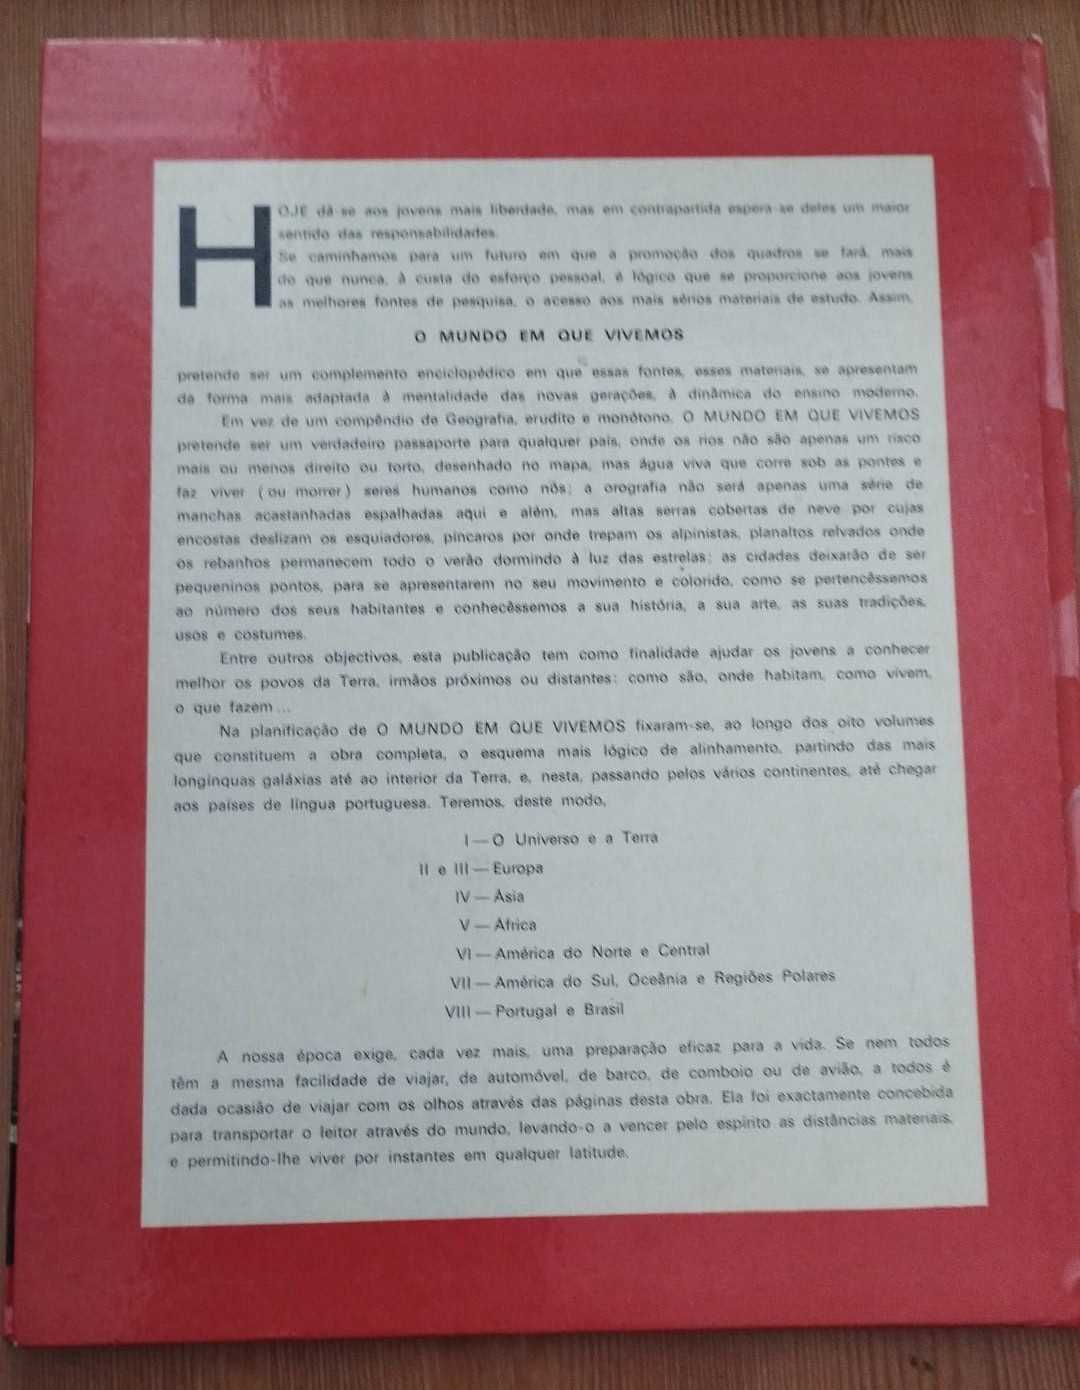 HOJE dá-se aos jovens mais liberdade, mas em contrapartida espera-se deles um maior
sentido das responsabilidades.
Se caminhamos para um futuro em que a promoção dos quadros se fará, mais
do que nunca, à custa do esforço pessoal, é lógico que se proporcione aos jovens
as melhores fontes de pesquisa, o acesso aos mais sérios materiais de estudo. Assim,
O MUNDO EM QUE VIVEMOS
pretende ser um complemento enciclopédico em que essas fontes, esses materiais, se apresentam
da forma mais adaptada à mentalidade das novas gerações, à dinâmica do ensino moderno.
Em vez de um compêndio de Geografia, erudito e monótono, O MUNDO EM QUE VIVEMOS
pretende ser um verdadeiro passaporte para qualquer país, onde os rios não são apenas um risco
mais ou menos direito ou torto, desenhado no mapa, mas água viva que corre sob as pontes e
faz viver (ou morrer) seres humanos como nós; a orografia não será apenas uma série de
manchas acastanhadas espalhadas aqui e além, mas altas serras cobertas de neve por cujas
encostas deslizam os esquiadores, píncaros por onde trepam os alpinistas, planaltos relvados onde
os rebanhos permanecem todo o verão dormindo à luz das estrelas; as cidades deixarão de ser
pequeninos pontos, para se apresentarem no seu movimento e colorido, como se pertencêssemos
ao número dos seus habitantes e conhecêssemos a sua história, a sua arte, as suas tradições,
usos e costumes.
Entre outros objectivos, esta publicação tem como finalidade ajudar os jovens a conhecer
melhor os povos da Terra, irmãos próximos ou distantes: como são, onde habitam, como vivem,
o que fazem...
Na planificação de O MUNDO EM QUE VIVEMOS fixaram-se, ao longo dos oito volumes
que constituem a obra completa, o esquema mais lógico de alinhamento, partindo das mais
longínquas galáxias até ao interior da Terra, e, nesta, passando pelos vários continentes, até chegar
aos países de língua portuguesa. Teremos, deste modo,
I — O Universo e a Terra
II e III — Europa
IV — Ásia
V — África
VI — América do Norte e Central
VII — América do Sul, Oceânia e Regiões Polares
VIII — Portugal e Brasil
A nossa época exige, cada vez mais, uma preparação eficaz para a vida. Se nem todos
têm a mesma facilidade de viajar, de automóvel, de barco, de comboio ou de avião, a todos é
dada ocasião de viajar com os olhos através das páginas desta obra. Ela foi exactamente concebida
para transportar o leitor através do mundo, levando-o a vencer pelo espírito as distâncias materiais,
e permitindo-lhe viver por instantes em qualquer latitude.